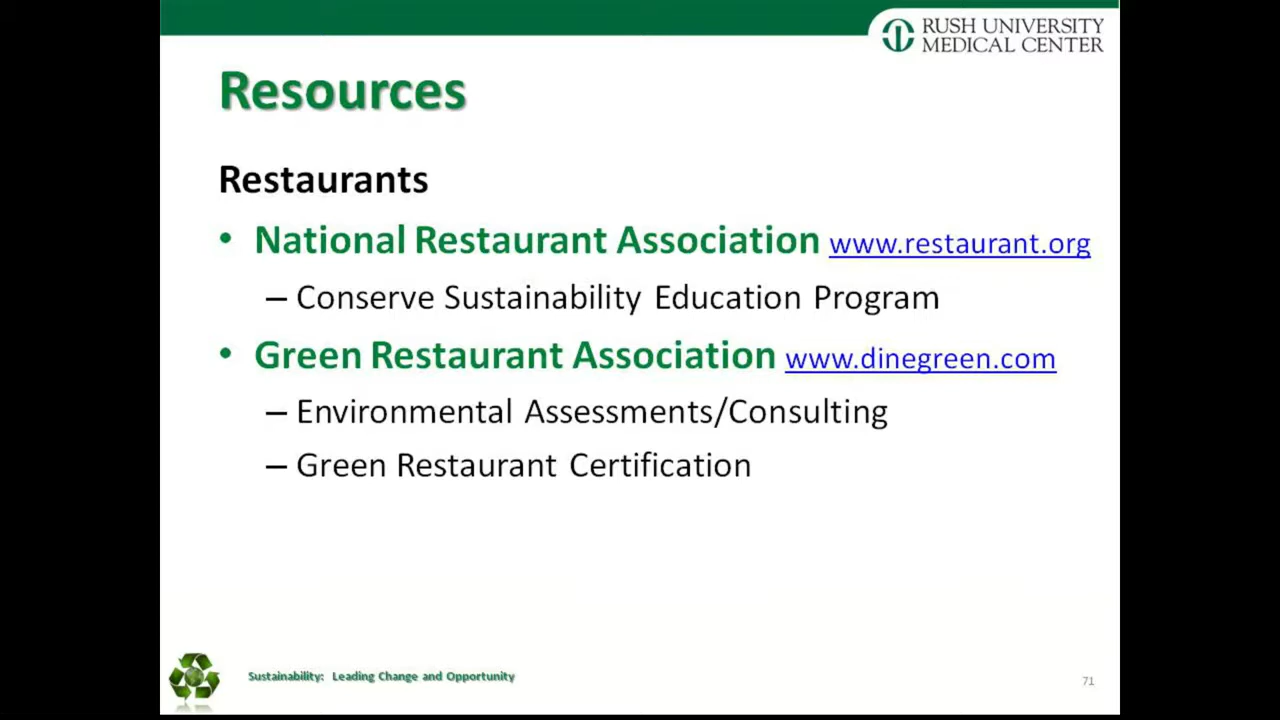 RUSH UNIVERSITY
MEDICAL CENTER
Resources
Restaurants
• National Restaurant Association www.restaurant.org
– Conserve Sustainability Education Program
• Green Restaurant Association www.dinegreen.com
– Environmental Assessments/Consulting
– Green Restaurant Certification
Sustainability: Leading Change and Opportunity
71